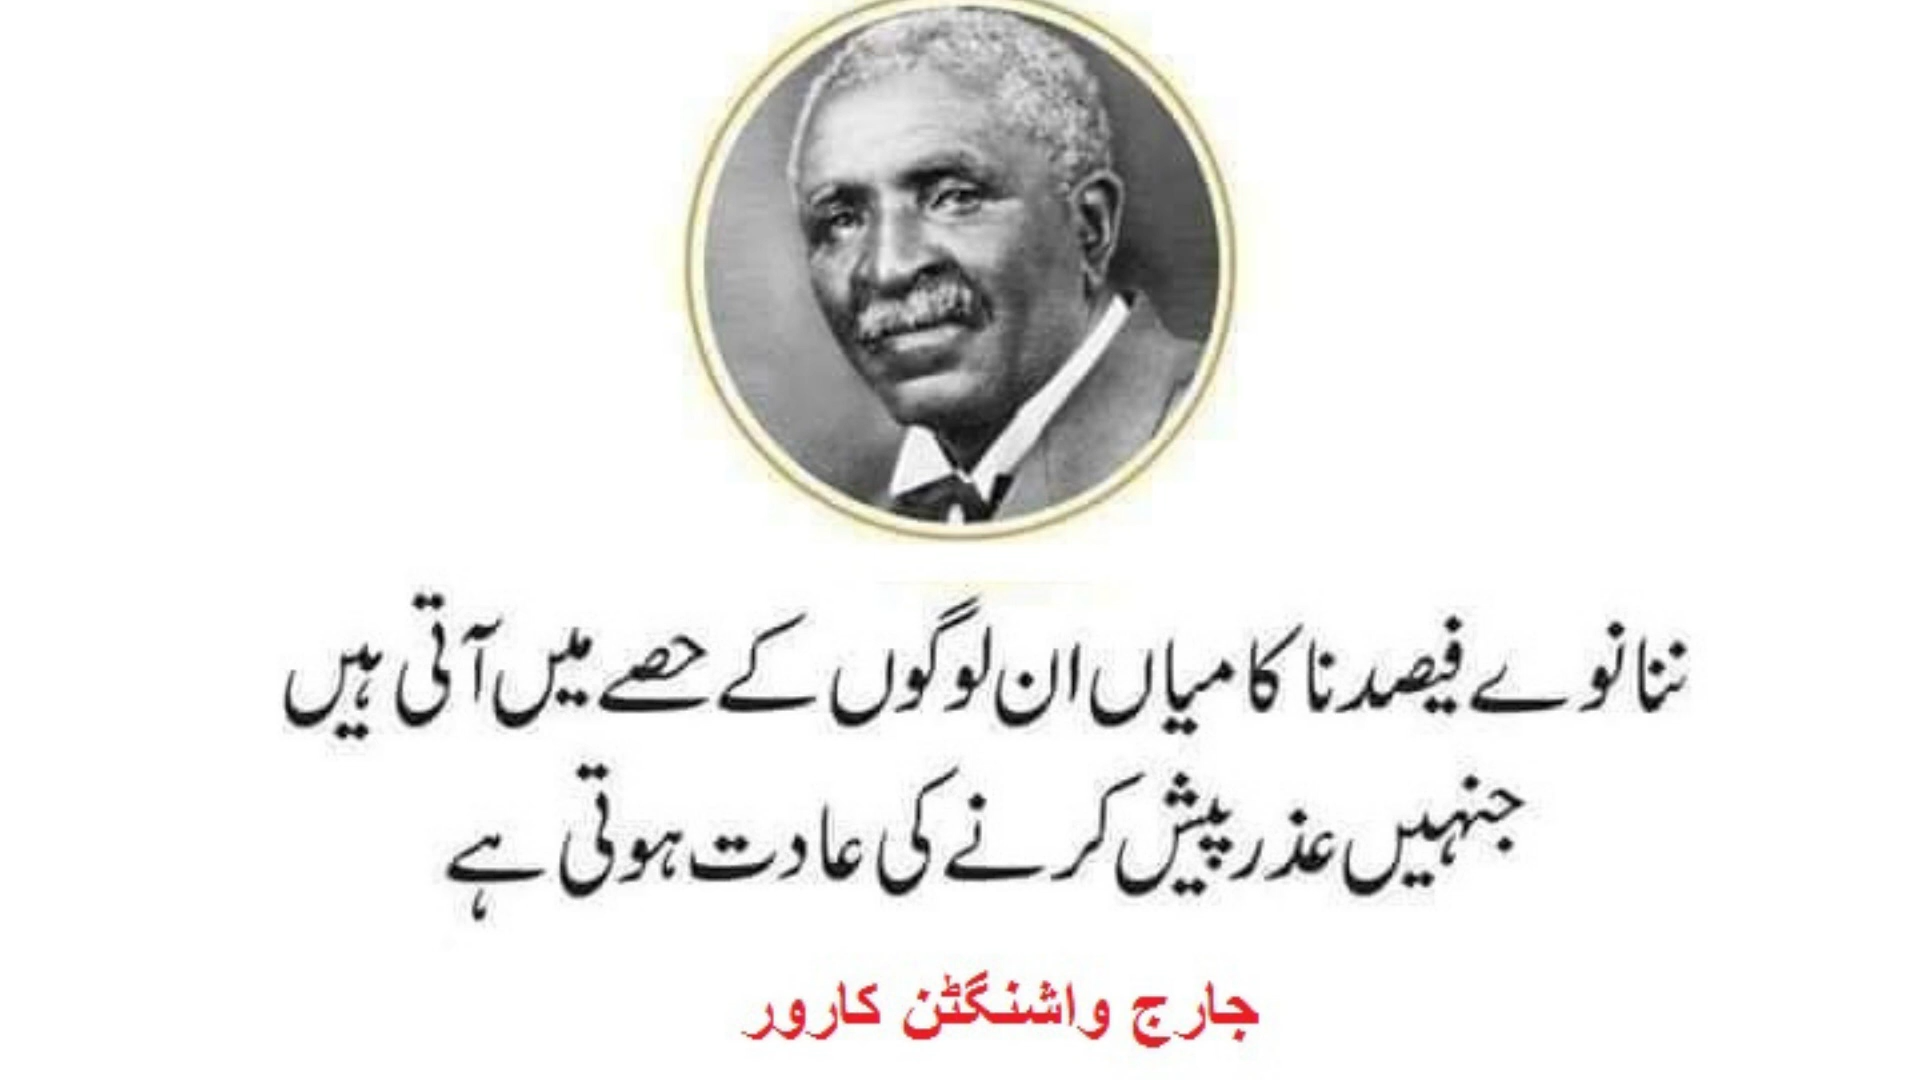 ننانوے فیصد ناکامیاں ان لوگوں کے حصے میں آتی ہیں
جنہیں عذر پیش کرنے کی عادت ہوتی ہے
جارج واشنگٹن کارور